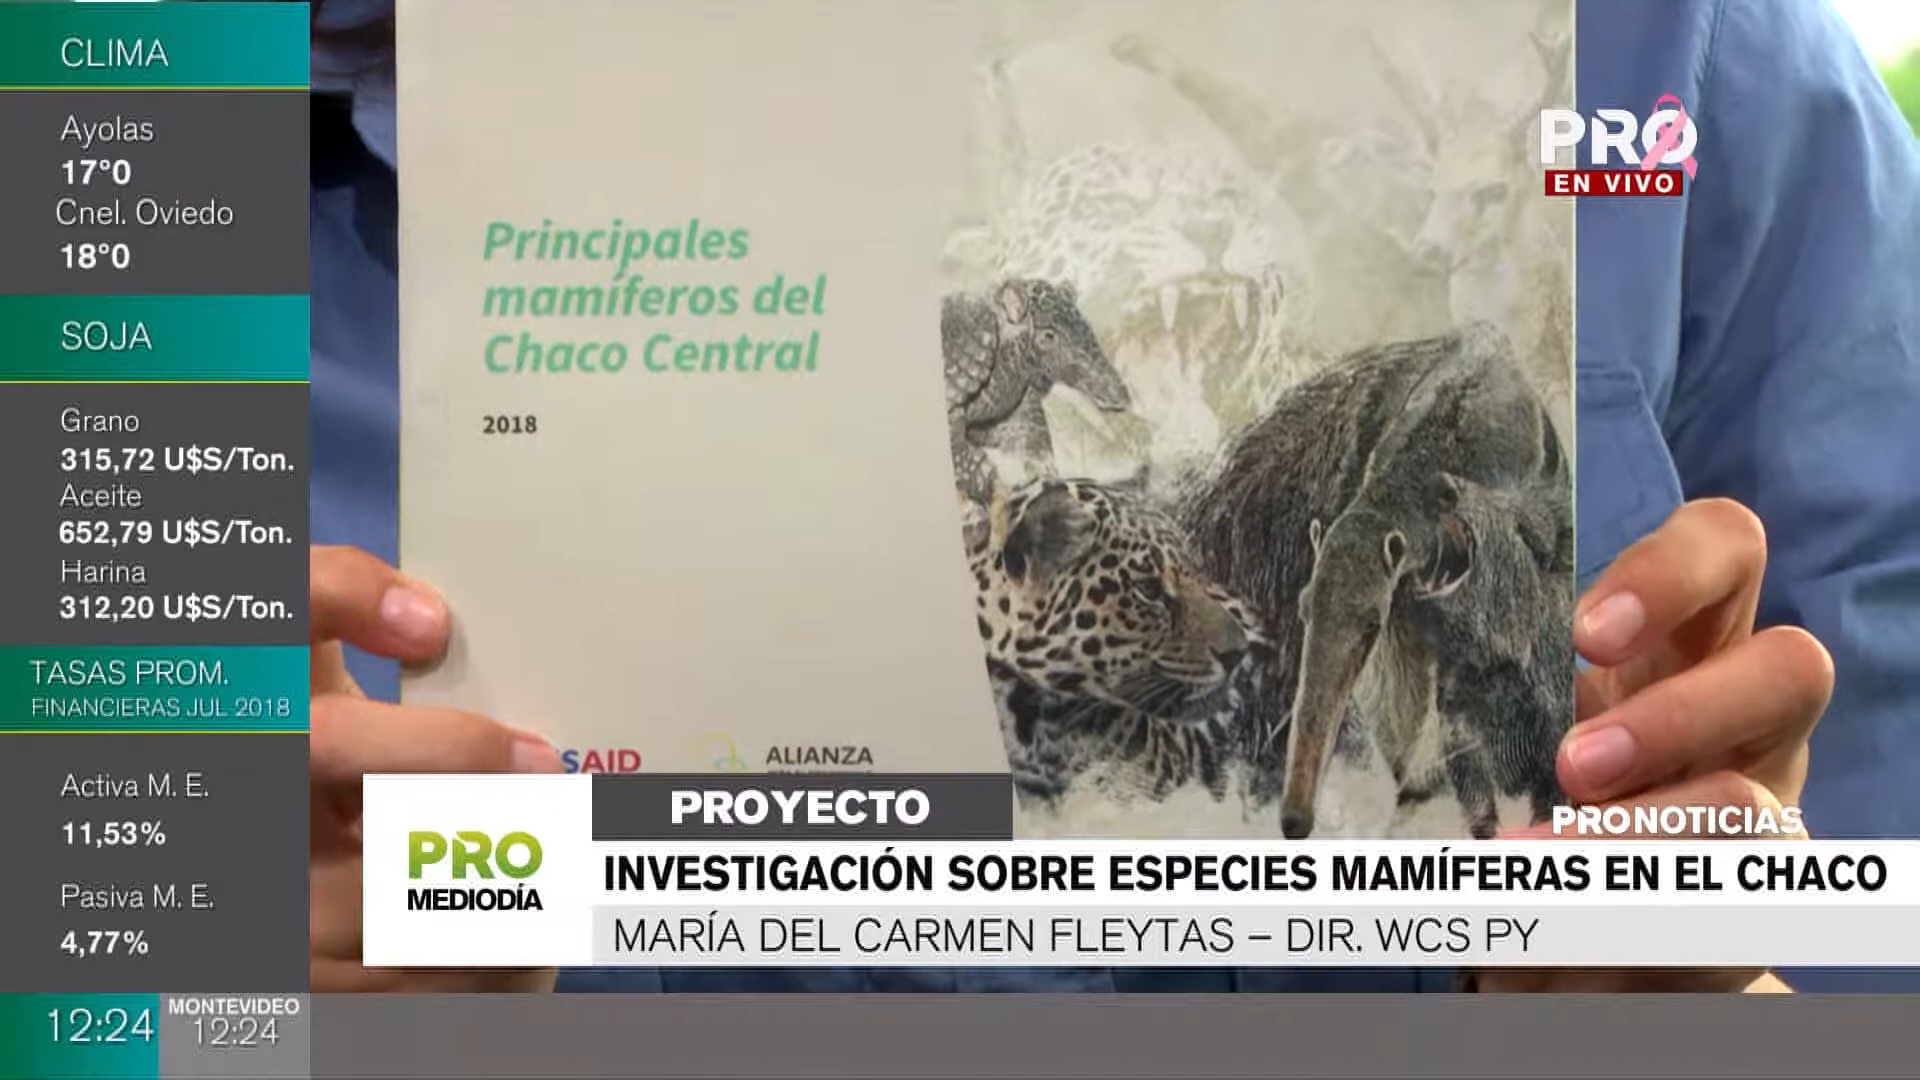 CLIMA
Ayolas
17°0
Cnel. Oviedo
18°0
SOJA
Grano
315,72 U$S/Ton.
Aceite
652,79 U$S/Ton.
Harina
312,20 U$S/Ton.
TASAS PROM.
FINANCIERAS JUL 2018
Activa M. E.
11,53%
Pasiva M. E.
4,77%
12:24
MONTEVIDEO
12:24
Principales
mamíferos del
Chaco Central
2018
SAID
ALIANZA
PRO
EN VIVO
PRONOTICIAS
PRO
MEDIODÍA
PROYECTO
INVESTIGACIÓN SOBRE ESPECIES MAMÍFERAS EN EL CHACO
MARÍA DEL CARMEN FLEYTAS – DIR. WCS PY